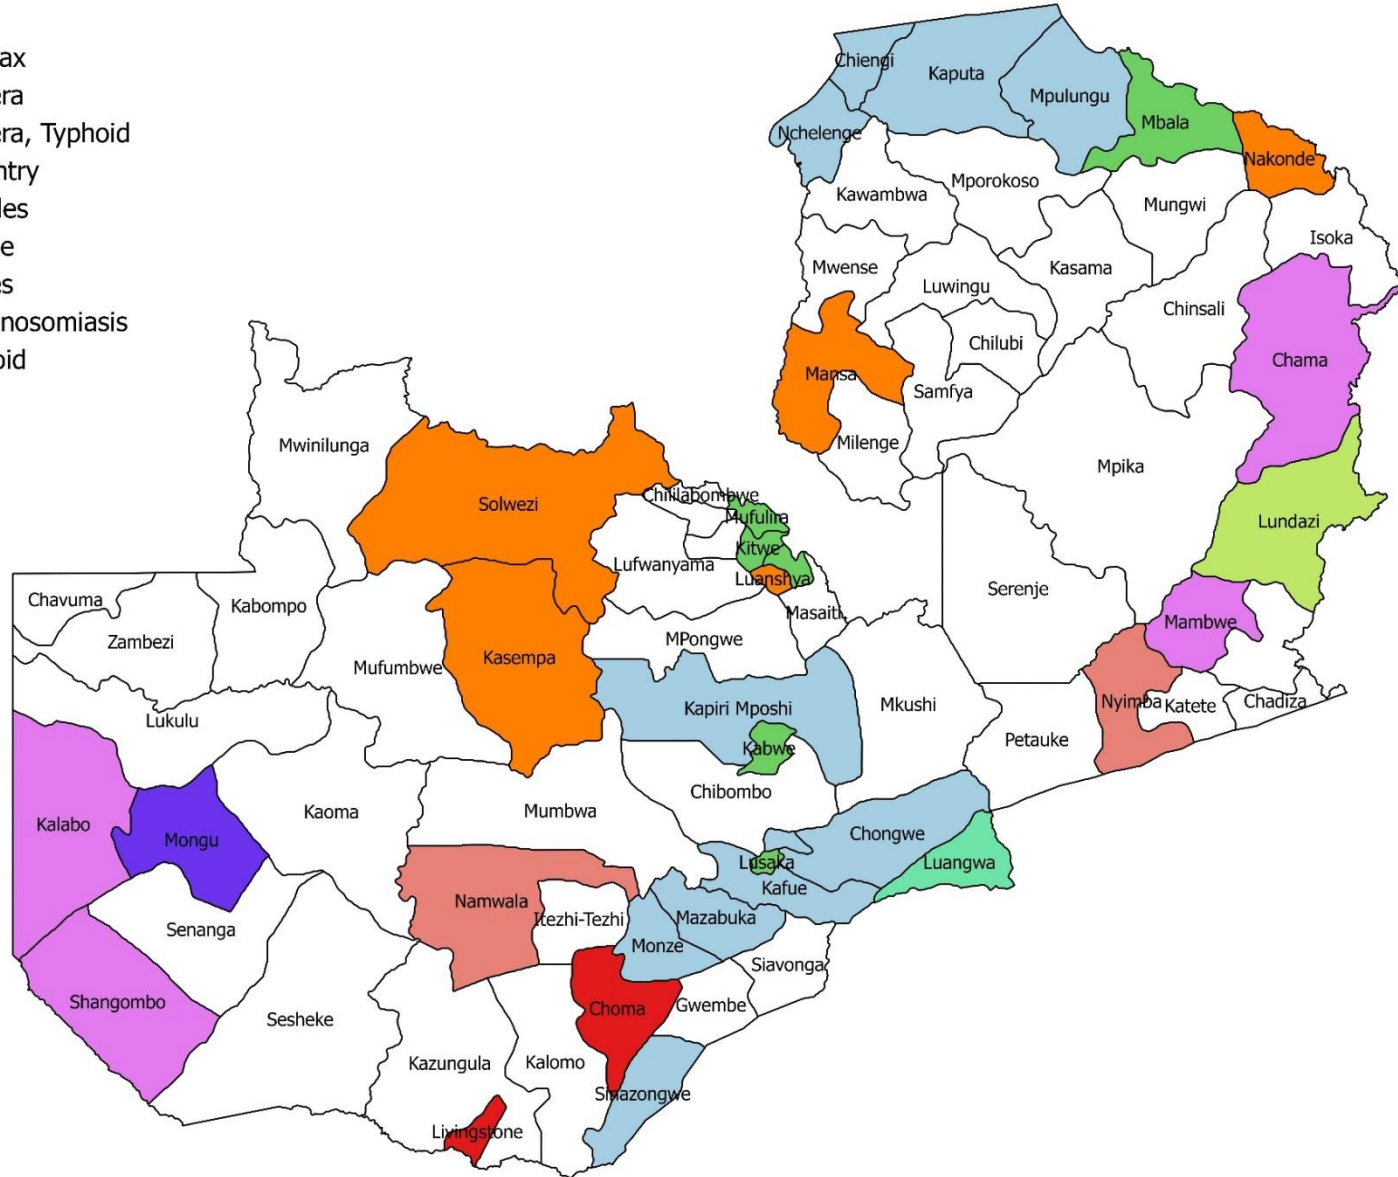 ax
era
era, Typhoid
ntry
les
e
es
nosomiasis
oid
Chiengi
Kaputa
Mpulungu
Mbala
Nchelenge
Nakonde
Mporokoso
Kawambwa
Mungwi
Isoka
Mwense
Kasama
Luwingu
Chinsali
Chilubi
Chama
Mansa
Samfya
Milenge
Mwinilunga
Mpika
Solwezi
Chililabombwe
Mufulira
Lundazi
Kitwe
Lufwanyama
Luanshya
Serenje
Chavuma
Kabompo
Masaiti
Mambwe
Zambezi
MPongwe
Kasempa
Mufumbwe
Nyimba
Katete
Chadiza
Mkushi
Kapiri Mposhi
Lukulu
Petauke
Kabwe
Chibombo
Kaoma
Mumbwa
Kalabo
Mongu
Chongwe
Lusaka
Luangwa
Kafue
Namwala
Itezhi-Tezhi
Mazabuka
Senanga
Monze
Siavonga
Shangombo
Choma
Gwembe
Sesheke
Kazungula
Kalomo
Sinazongwe
Livingstone